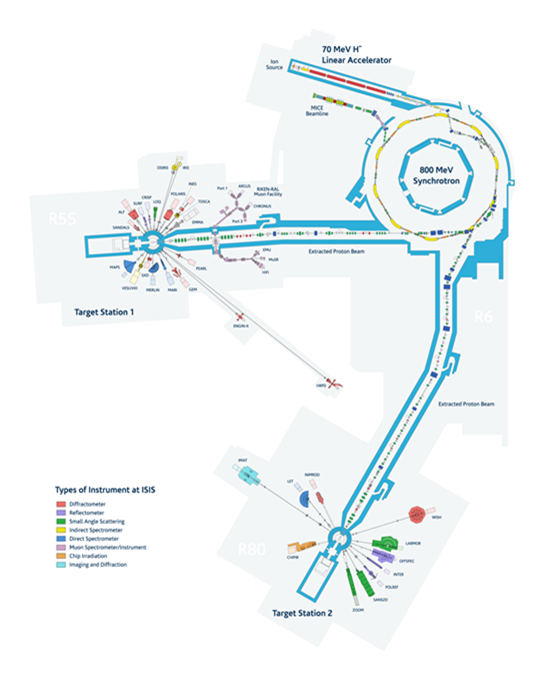 70 MeV H⁻
Linear Accelerator
Ion
Source
MICE
Beamline
800 MeV
Synchrotron
R55
OSIRIS
IRIS
INES
POLARIS
TOSCA
CRISP
LOQ
SURF
ALF
SANDALS
EMMA
Port 1
ARGUS
RIKEN-RAL
Muon Facility
CHRONUS
Port 3
Extracted Proton Beam
EMU
MuSR
HiFi
MAPS
VESUVIO
SXD
MERLIN
MARI
GEM
PEARL
ENGIN-X
HRPD
Target Station 1
R6
Extracted Proton Beam
IMAT
LET
NIMROD
WISH
LARMOR
OFFSPEC
INTER
POLREF
SANS2D
ZOOM
CHIPIR
R80
Target Station 2
Types of Instrument at ISIS
Diffractometer
Reflectometer
Small Angle Scattering
Indirect Spectrometer
Direct Spectrometer
Muon Spectrometer/Instrument
Chip Irradiation
Imaging and Diffraction